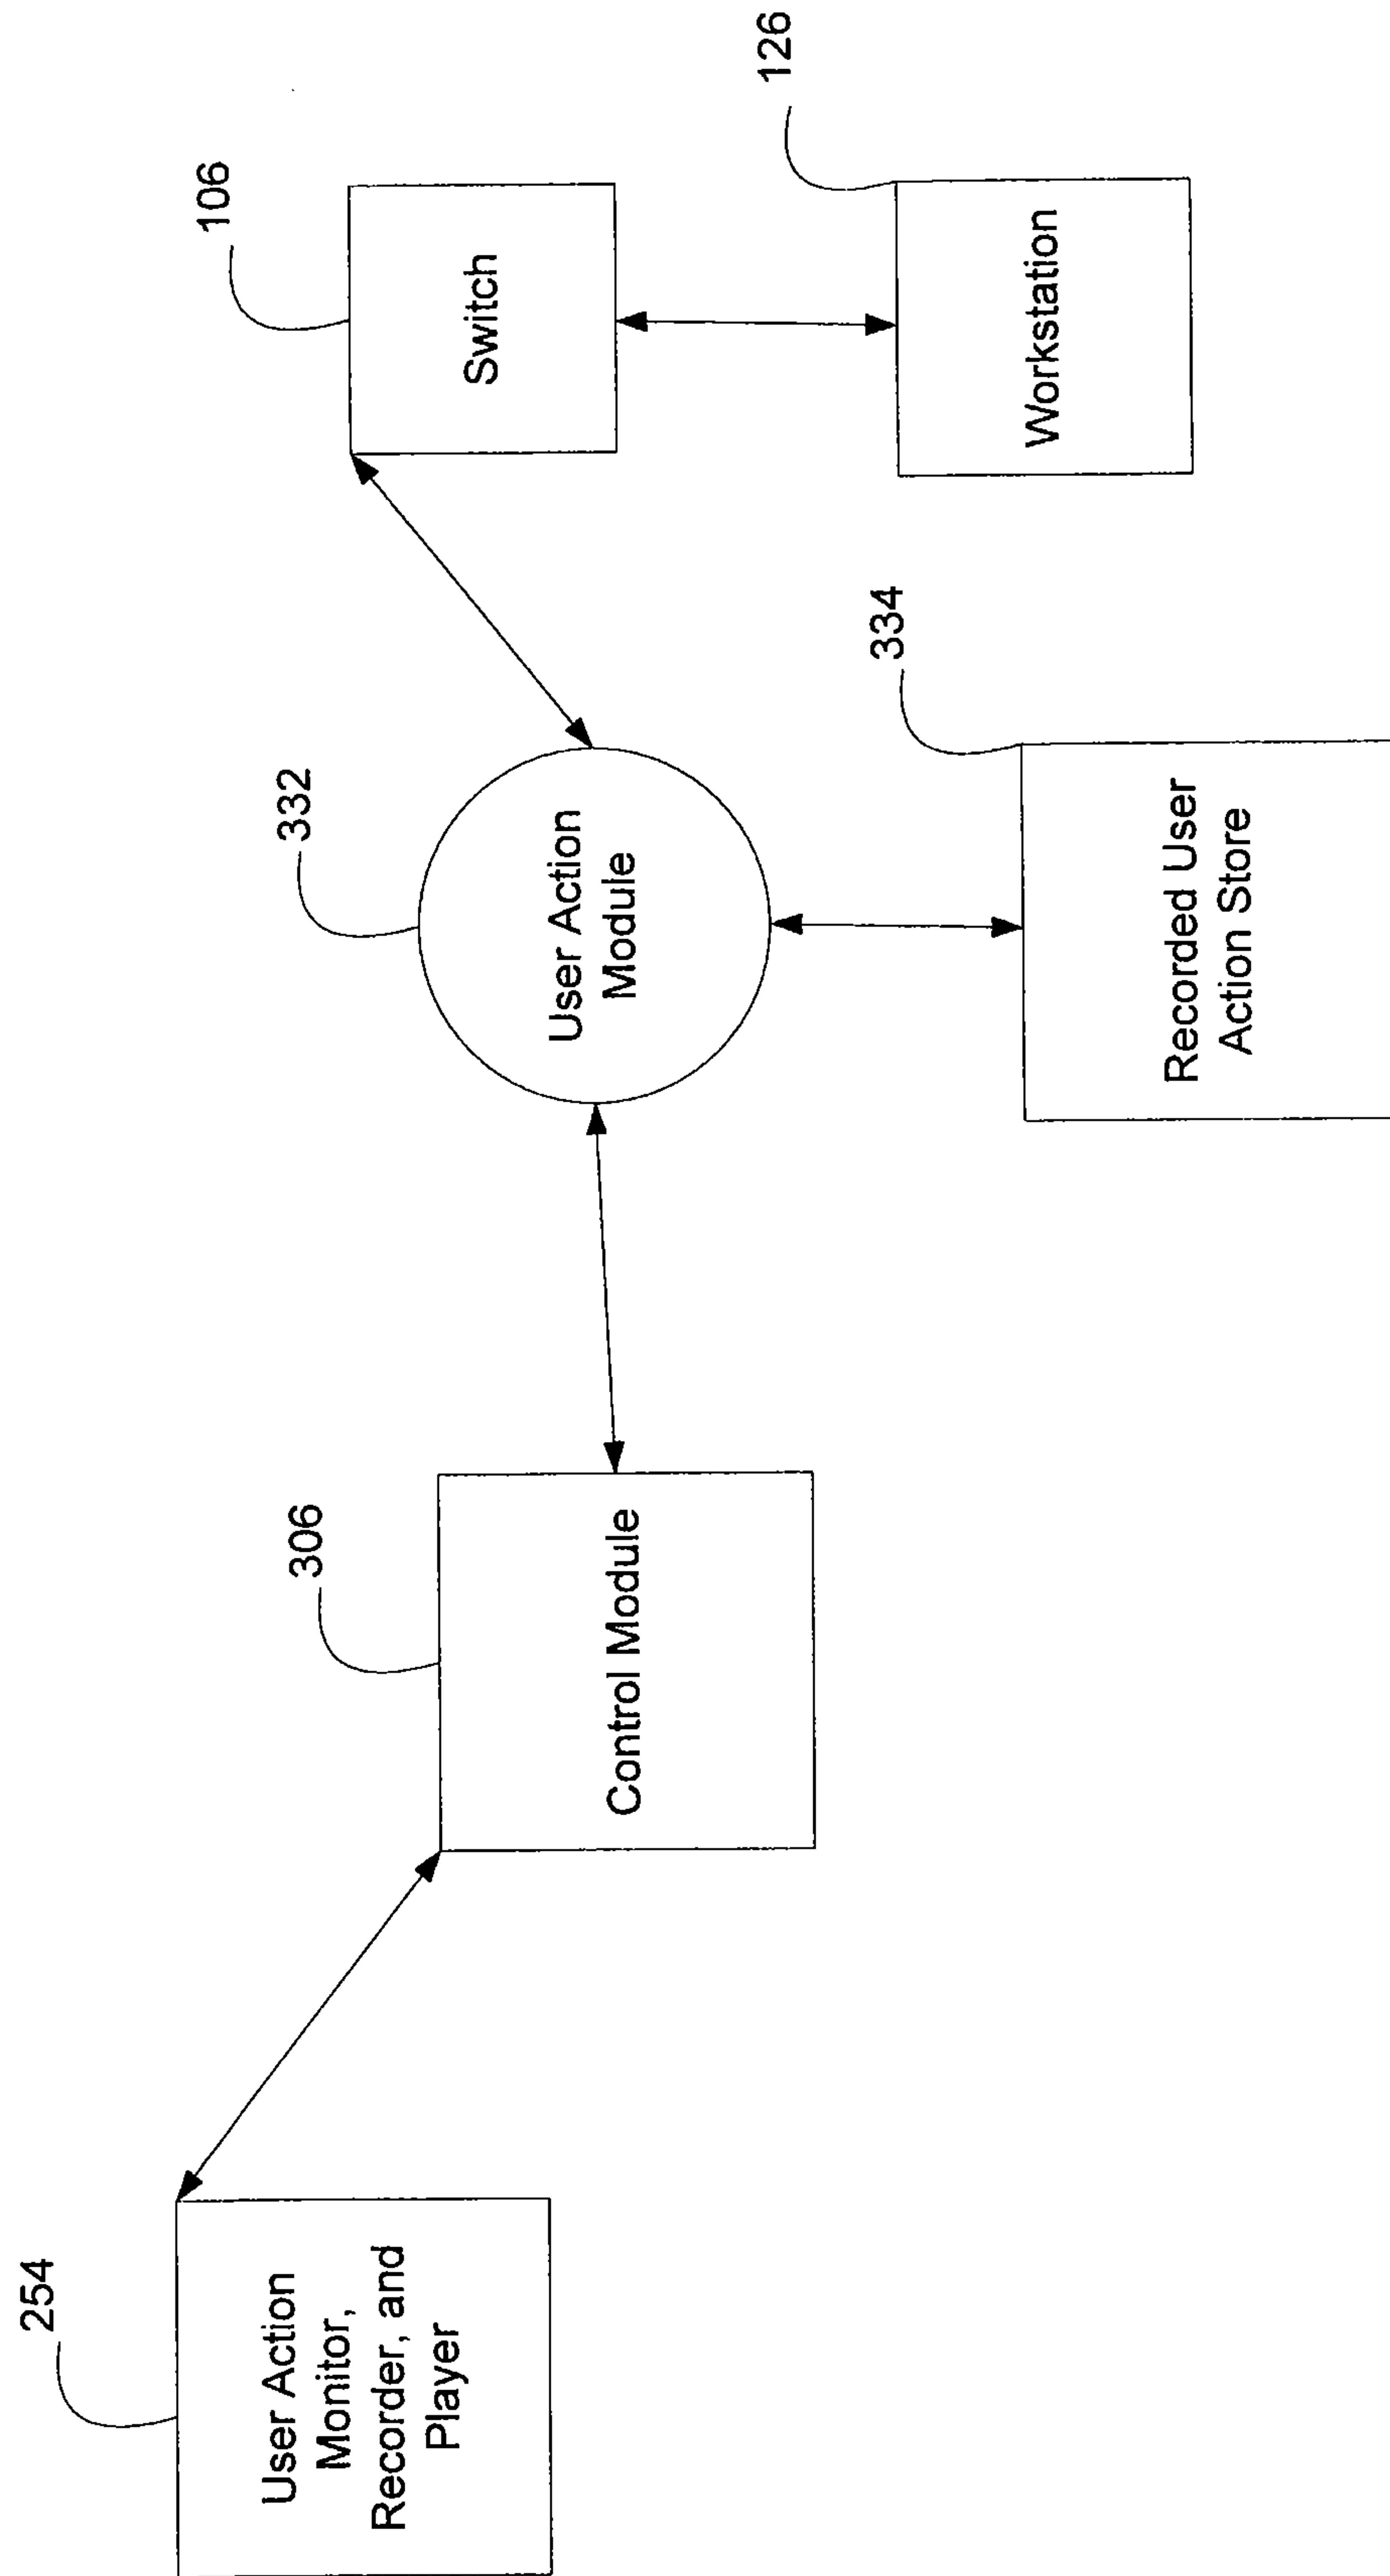 254
User Action
Monitor,
Recorder, and
Player
306
Control Module
332
User Action
Module
334
Recorded User
Action Store
106
Switch
126
Workstation